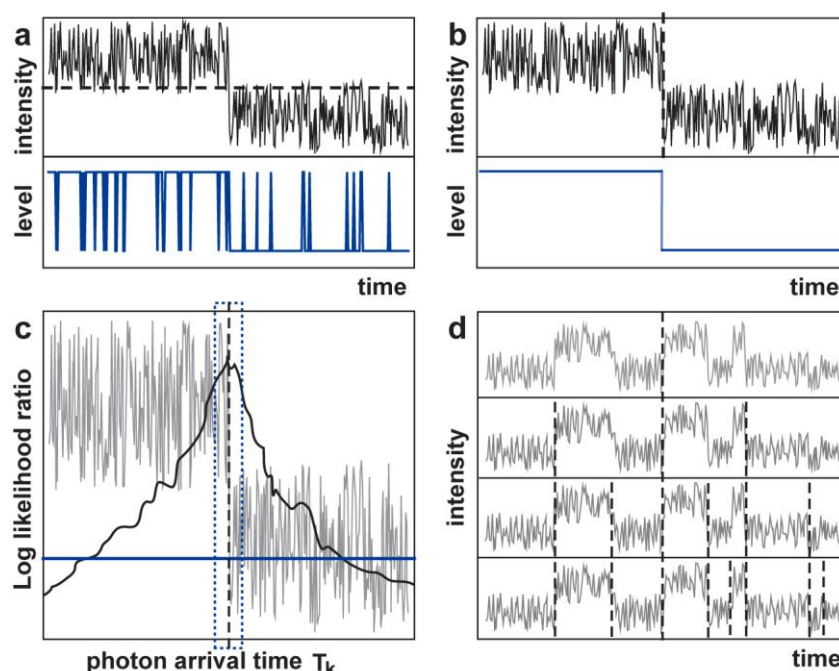 a
intensity
level
time
b
intensity
level
time
c
Log likelihood ratio
photon arrival time Tk
d
intensity
time